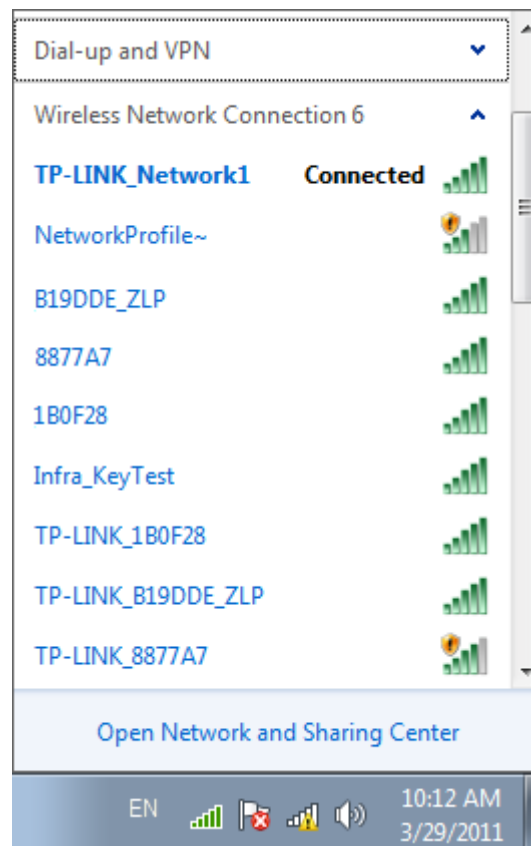 Dial-up and VPN
Wireless Network Connection 6
TP-LINK_Network1 Connected
NetworkProfile~
B19DDE_ZLP
8877A7
1B0F28
Infra_KeyTest
TP-LINK_1B0F28
TP-LINK_B19DDE_ZLP
TP-LINK_8877A7
Open Network and Sharing Center
EN 10:12 AM
3/29/2011